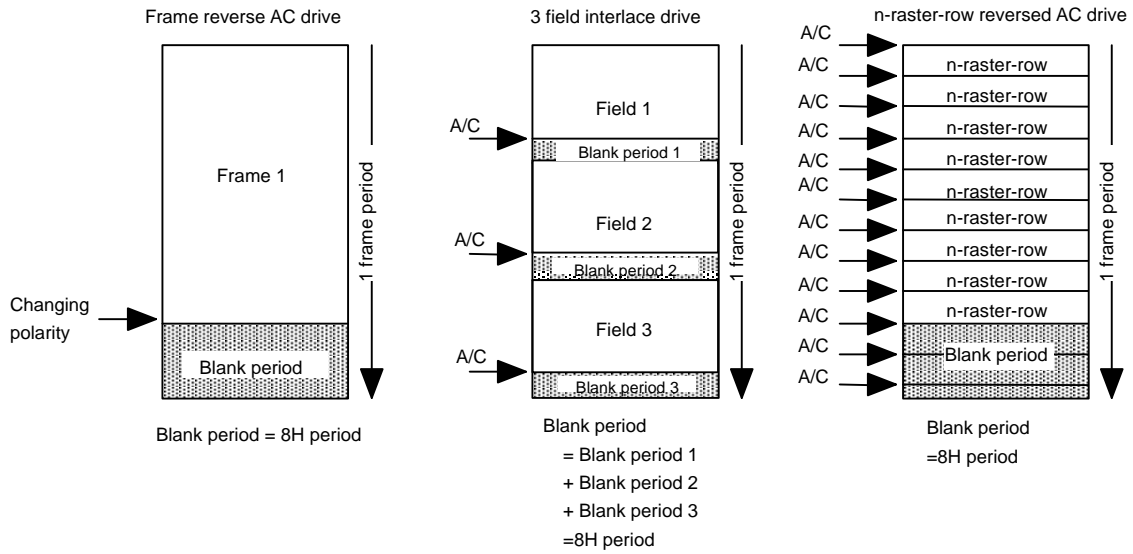 Frame reverse AC drive
Frame 1
Changing
polarity
Blank period
1 frame period
Blank period = 8H period
3 field interlace drive
Field 1
A/C
Blank period 1
Field 2
A/C
Blank period 2
Field 3
A/C
Blank period 3
1 frame period
Blank period
= Blank period 1
+ Blank period 2
+ Blank period 3
=8H period
n-raster-row reversed AC drive
A/C
n-raster-row
A/C
n-raster-row
A/C
n-raster-row
A/C
n-raster-row
A/C
n-raster-row
A/C
n-raster-row
A/C
n-raster-row
A/C
n-raster-row
A/C
n-raster-row
A/C
Blank period
A/C
A/C
1 frame period
Blank period
=8H period